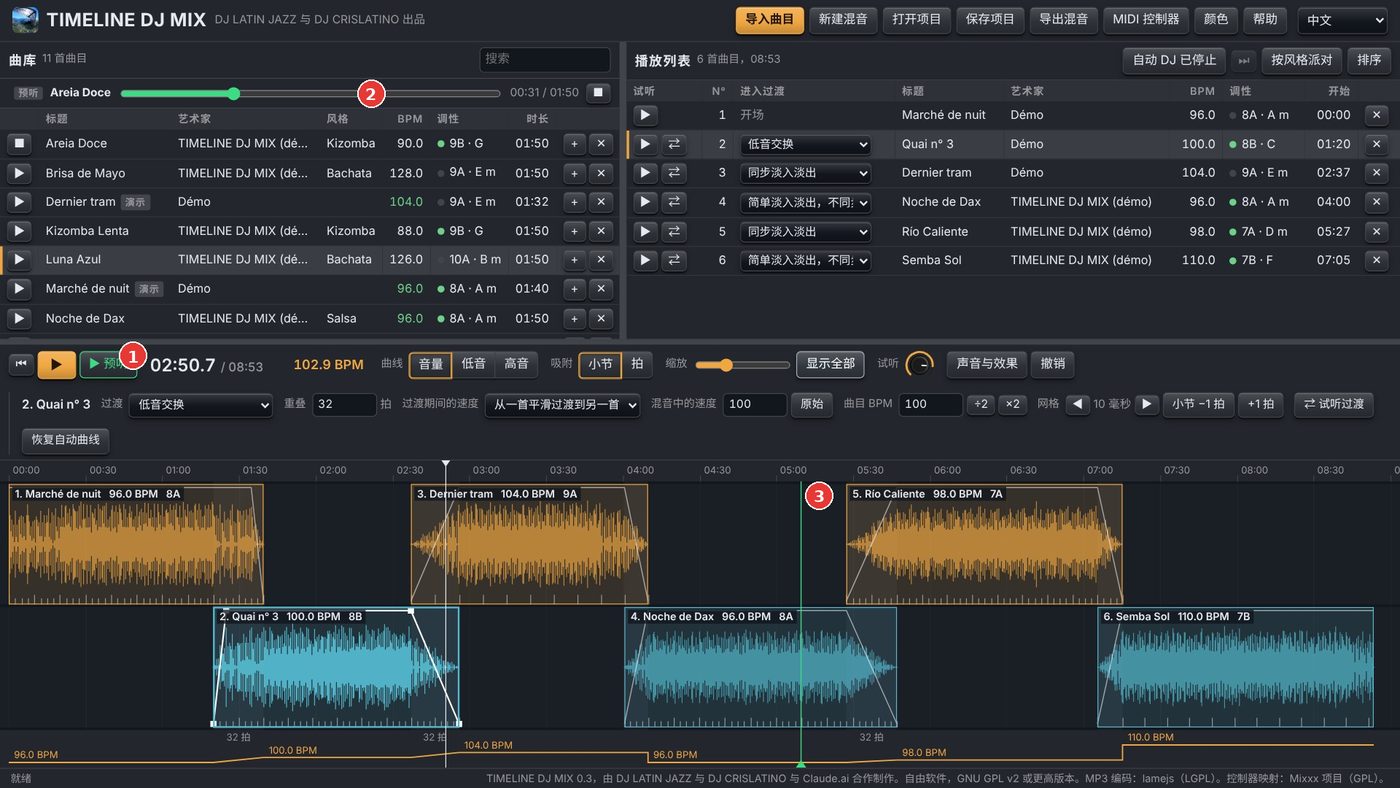 TIMELINE DJ MIX DJ LATIN JAZZ 与 DJ CRISLATINO 出品 导入曲目 新建混音 打开项目 保存项目 导出混音 MIDI 控制器 颜色 帮助 中文
曲库 11 首曲目 搜索
预听 Areia Doce 2 00:31 / 01:50
标题 艺术家 风格 BPM 调性 时长
Areia Doce TIMELINE DJ MIX (dé... Kizomba 90.0 9B · G 01:50 + ×
Brisa de Mayo TIMELINE DJ MIX (dé... Bachata 128.0 9A · E m 01:50 + ×
Dernier tram 演示 Démo 104.0 9A · E m 01:32 + ×
Kizomba Lenta TIMELINE DJ MIX (dé... Kizomba 88.0 9B · G 01:50 + ×
Luna Azul TIMELINE DJ MIX (dé... Bachata 126.0 10A · B m 01:50 + ×
Marché de nuit 演示 Démo 96.0 8A · A m 01:40 + ×
Noche de Dax TIMELINE DJ MIX (dé... Salsa 96.0 8A · A m 01:50 + ×
播放列表 6 首曲目，08:53 自动 DJ 已停止 按风格派对 排序
试听 N° 进入过渡 标题 艺术家 BPM 调性 开始
1 开场 Marché de nuit Démo 96.0 8A · A m 00:00 ×
2 低音交换 Quai n° 3 Démo 100.0 8B · C 01:20 ×
3 同步淡入淡出 Dernier tram Démo 104.0 9A · E m 02:37 ×
4 简单淡入淡出，不同 Noche de Dax TIMELINE DJ MIX (démo) 96.0 8A · A m 04:00 ×
5 同步淡入淡出 Río Caliente TIMELINE DJ MIX (démo) 98.0 7A · D m 05:27 ×
6 简单淡入淡出，不同 Semba Sol TIMELINE DJ MIX (démo) 110.0 7B · F 07:05 ×
预 1 02:50.7 / 08:53 102.9 BPM 曲线 音量 低音 高音 吸附 小节 拍 缩放 显示全部 试听 声音与效果 撤销
2. Quai n° 3 过渡 低音交换 重叠 32 拍 过渡期间的速度 从一首平滑过渡到另一首 混音中的速度 100 原始 曲目 BPM 100 ÷2 ×2 网格 ◀ 10 毫秒 ▶ 小节 −1 拍 +1 拍 ⇄ 试听过渡
恢复自动曲线
00:00 00:30 01:00 01:30 02:00 02:30 03:00 03:30 04:00 04:30 05:00 05:30 06:00 06:30 07:00 07:30 08:00 08:30
1. Marché de nuit 96.0 BPM 8A 3. Dernier tram 104.0 BPM 9A 3 5. Río Caliente 98.0 BPM 7A
2. Quai n° 3 100.0 BPM 8B 4. Noche de Dax 96.0 BPM 8A 6. Semba Sol 110.0 BPM 7B
32 拍 32 拍 32 拍
96.0 BPM 100.0 BPM 104.0 BPM 96.0 BPM 98.0 BPM 110.0 BPM
就绪 TIMELINE DJ MIX 0.3，由 DJ LATIN JAZZ 与 DJ CRISLATINO 与 Claude.ai 合作制作。自由软件，GNU GPL v2 或更高版本。MP3 编码：lamejs（LGPL）。控制器映射：Mixxx 项目（GPL）。